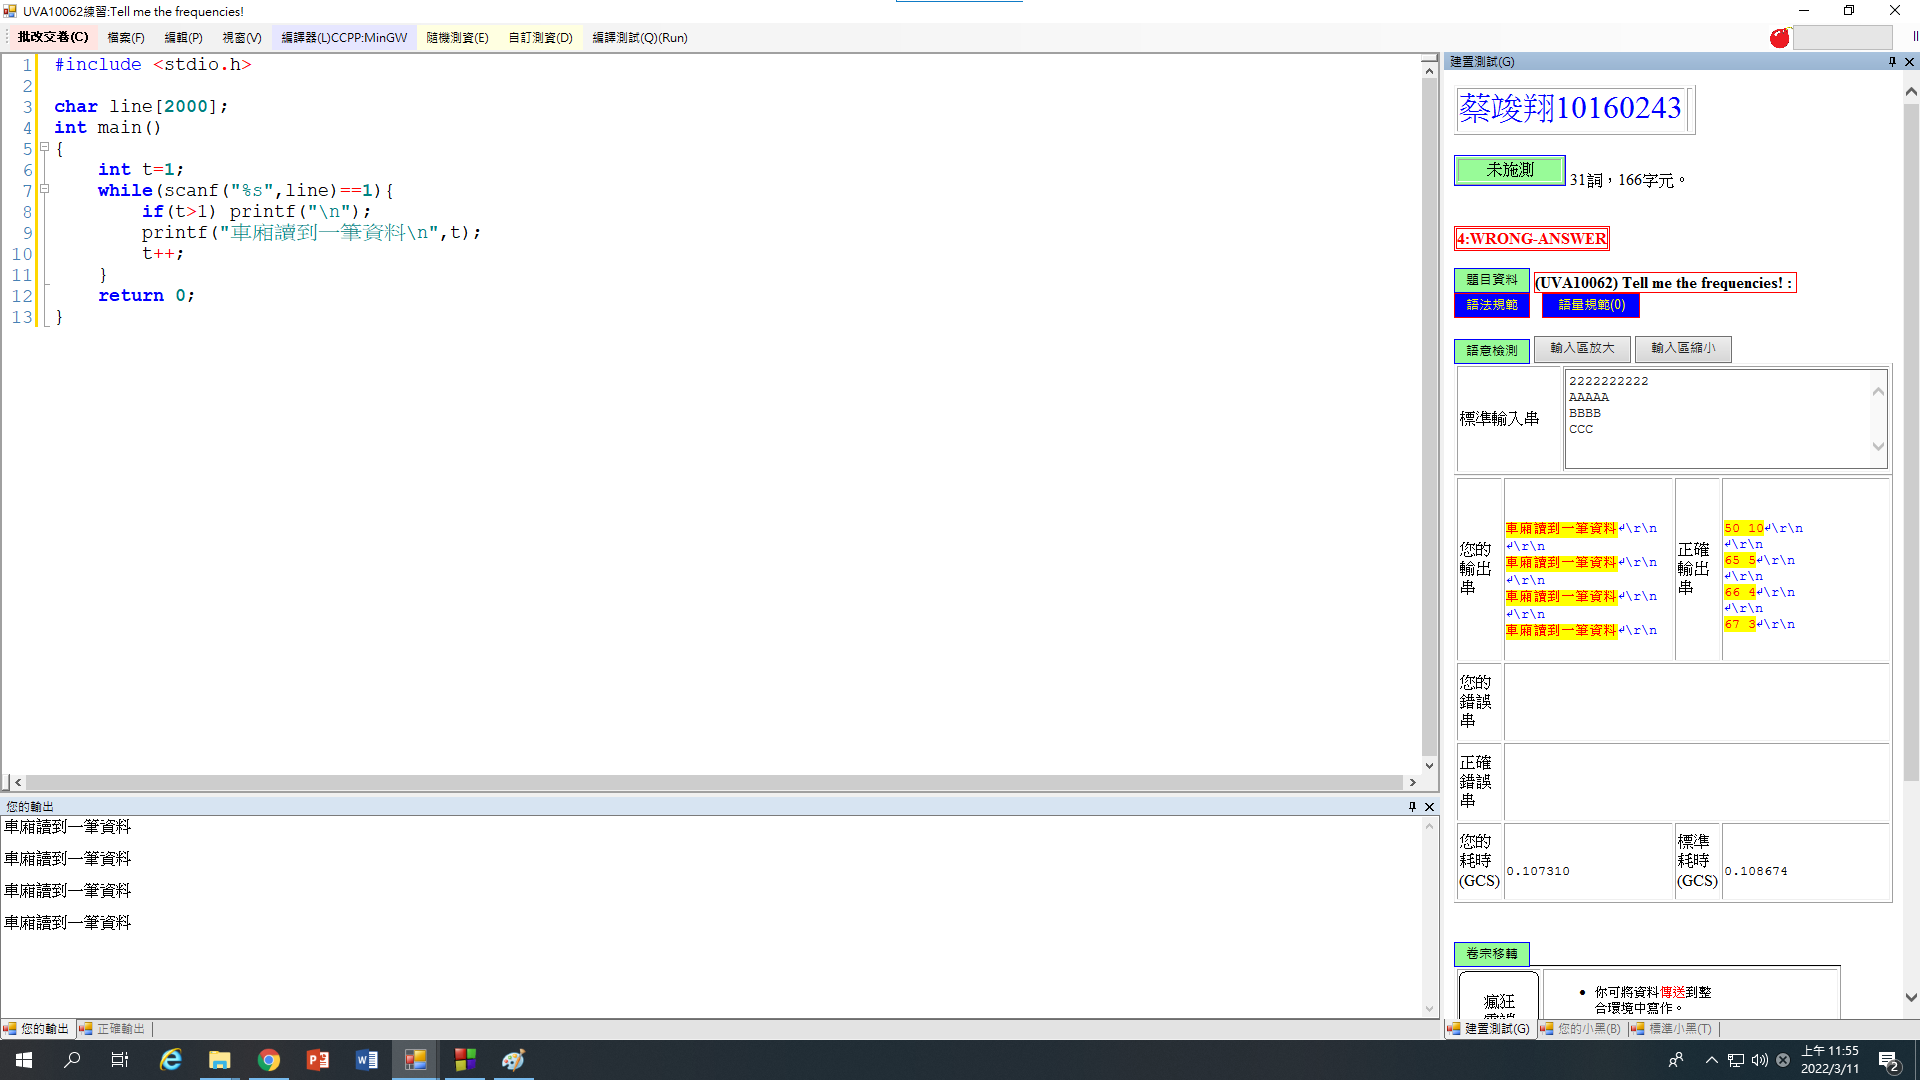 UVA10062練習:Tell me the frequencies!
批改交卷(C) 檔案(F) 編輯(P) 視窗(V) 編譯器(L)CCPP:MinGW 隨機測資(E) 自訂測資(D) 編譯測試(Q)(Run)
1 #include <stdio.h>
2
3 char line[2000];
4 int main()
5 {
6 int t=1;
7 while(scanf("%s",line)==1){
8 if(t>1) printf("\n");
9 printf("車廂讀到一筆資料\n",t);
10 t++;
11 }
12 return 0;
13 }
您的輸出
車廂讀到一筆資料
車廂讀到一筆資料
車廂讀到一筆資料
車廂讀到一筆資料
您的輸出 正確輸出
建置測試(G)
蔡竣翔10160243
未施測 31詞，166字元。
4:WRONG-ANSWER
題目資料 (UVA10062) Tell me the frequencies! :
語法規範 語量規範(0)
語意檢測 輸入區放大 輸入區縮小
標準輸入串
2222222222
AAAAA
BBBB
CCC
您的輸出串
車廂讀到一筆資料↲\r\n
↲\r\n
車廂讀到一筆資料↲\r\n
↲\r\n
車廂讀到一筆資料↲\r\n
↲\r\n
車廂讀到一筆資料↲\r\n
正確輸出串
50 10↲\r\n
↲\r\n
65 5↲\r\n
↲\r\n
66 4↲\r\n
↲\r\n
67 3↲\r\n
您的錯誤串
正確錯誤串
您的耗時(GCS) 0.107310 標準耗時(GCS) 0.108674
卷宗移轉
瘋狂
• 你可將資料傳送到整
合環境中寫作。
建置測試(G) 您的小黑(B) 標準小黑(T)
上午 11:55
2022/3/11
2